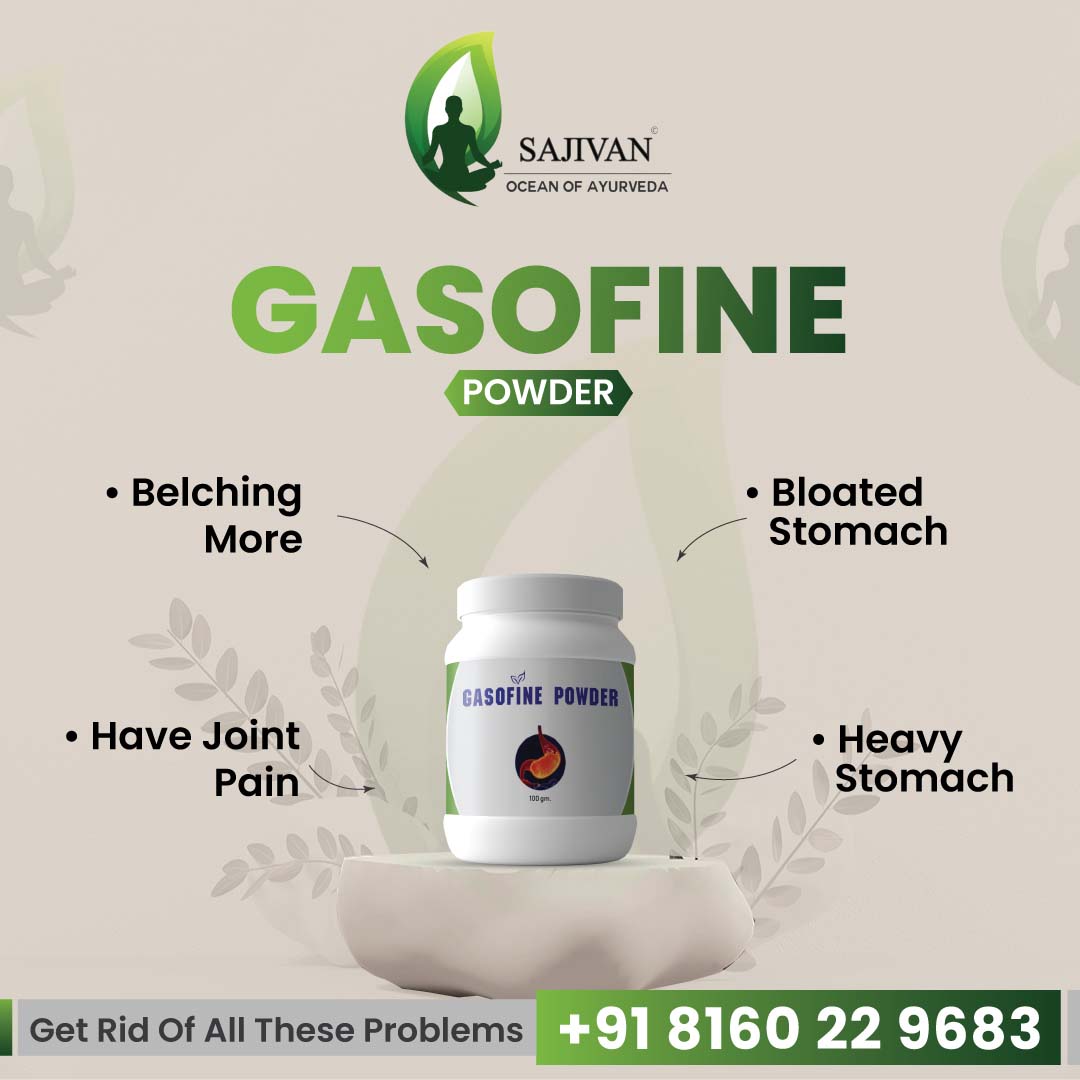 SAJIVAN©
OCEAN OF AYURVEDA
GASOFINE
POWDER
• Belching
More
• Bloated
Stomach
GASOFINE POWDER
100 gm.
• Have Joint
Pain
• Heavy
Stomach
Get Rid Of All These Problems
+91 8160 22 9683